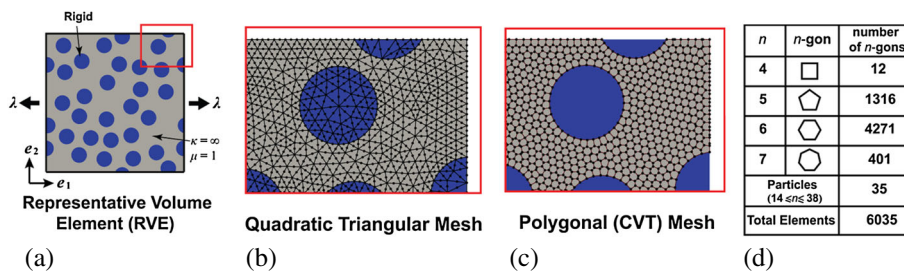 Rigid
λ
λ
κ = ∞
μ = 1
e₂
e₁
Representative Volume
Element (RVE)
(a)
Quadratic Triangular Mesh
(b)
Polygonal (CVT) Mesh
(c)
n n-gon number of n-gons
4 12
5 1316
6 4271
7 401
Particles (14 ≤n≤ 38) 35
Total Elements 6035
(d)